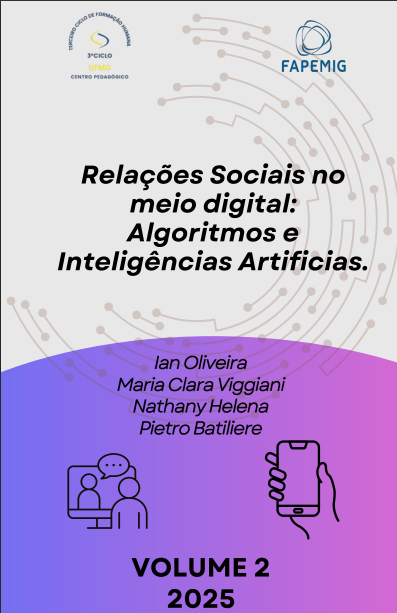 TERCEIRO CICLO DE FORMAÇÃO HUMANA
3ºCICLO
UFMG
CENTRO PEDAGÓGICO
FAPEMIG
Relações Sociais no
meio digital:
Algoritmos e
Inteligências Artificias.
Ian Oliveira
Maria Clara Viggiani
Nathany Helena
Pietro Batiliere
VOLUME 2
2025